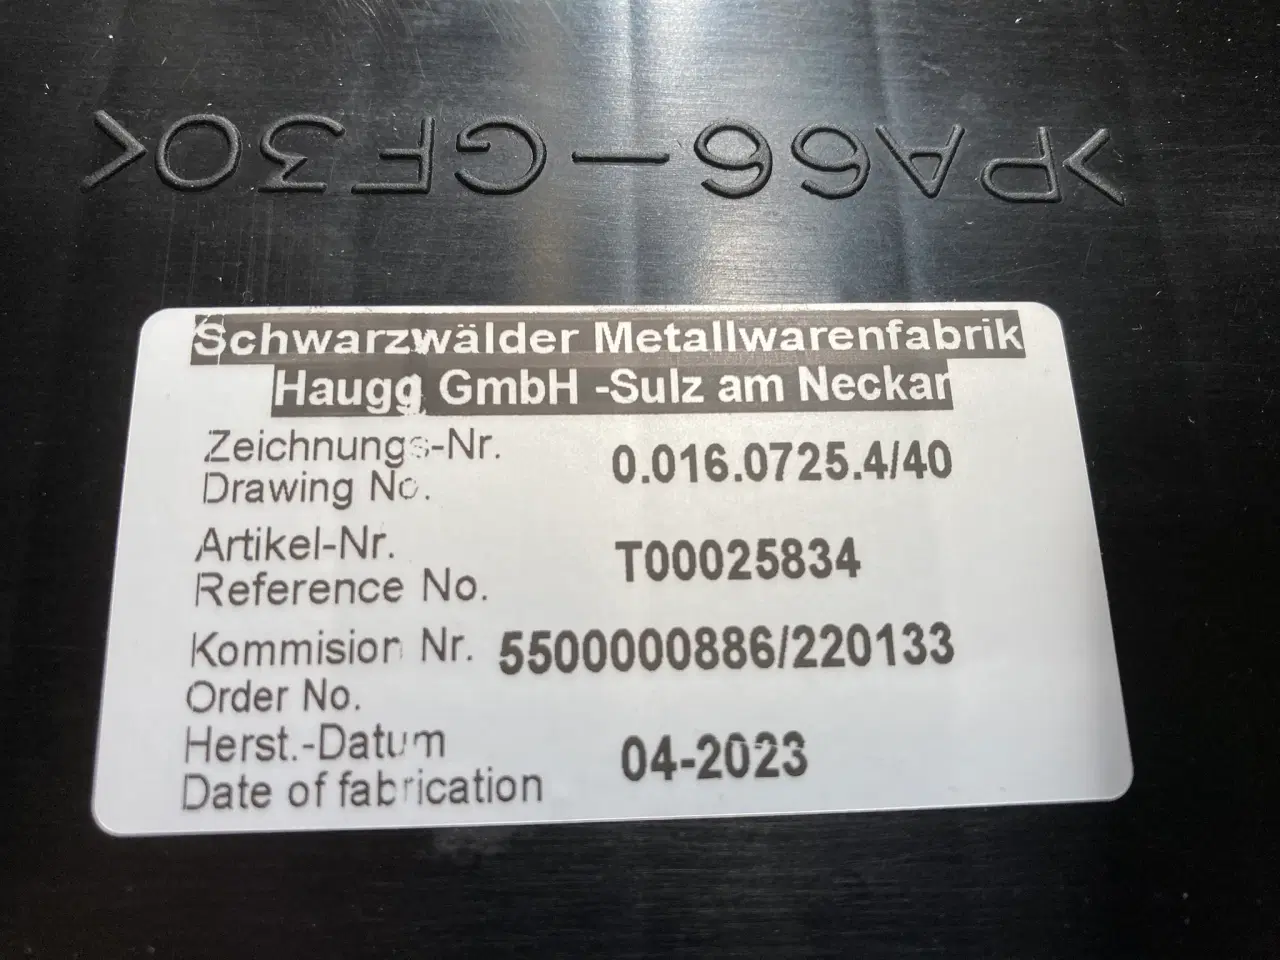 >PA66-GF30<
Schwarzwälder Metallwarenfabrik
Haugg GmbH -Sulz am Neckar
Zeichnungs-Nr. 0.016.0725.4/40
Drawing No.
Artikel-Nr. T00025834
Reference No.
Kommision Nr. 5500000886/220133
Order No.
Herst.-Datum 04-2023
Date of fabrication